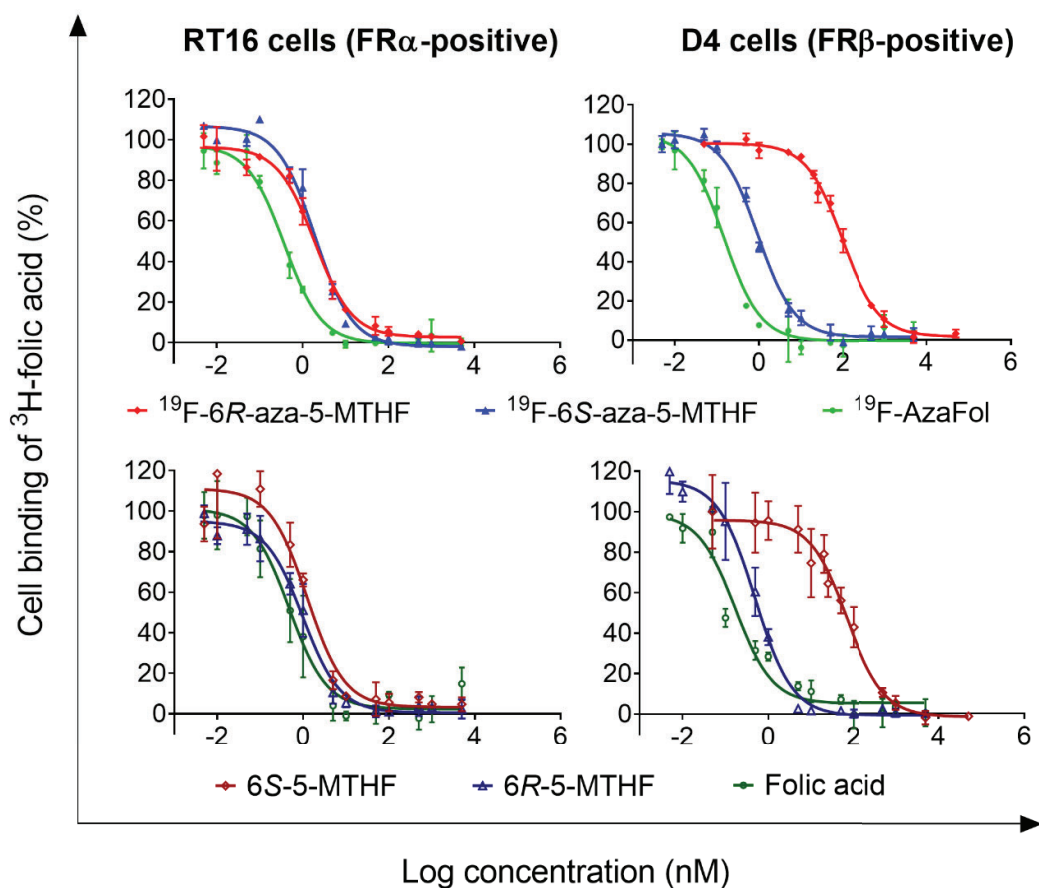 RT16 cells (FRα-positive)
D4 cells (FRβ-positive)
Cell binding of ³H-folic acid (%)
120
100
80
60
40
20
0
-2 0 2 4 6
120
100
80
60
40
20
0
-2 0 2 4 6
¹⁹F-6R-aza-5-MTHF ¹⁹F-6S-aza-5-MTHF ¹⁹F-AzaFol
120
100
80
60
40
20
0
-2 0 2 4 6
120
100
80
60
40
20
0
-2 0 2 4 6
6S-5-MTHF 6R-5-MTHF Folic acid
Log concentration (nM)